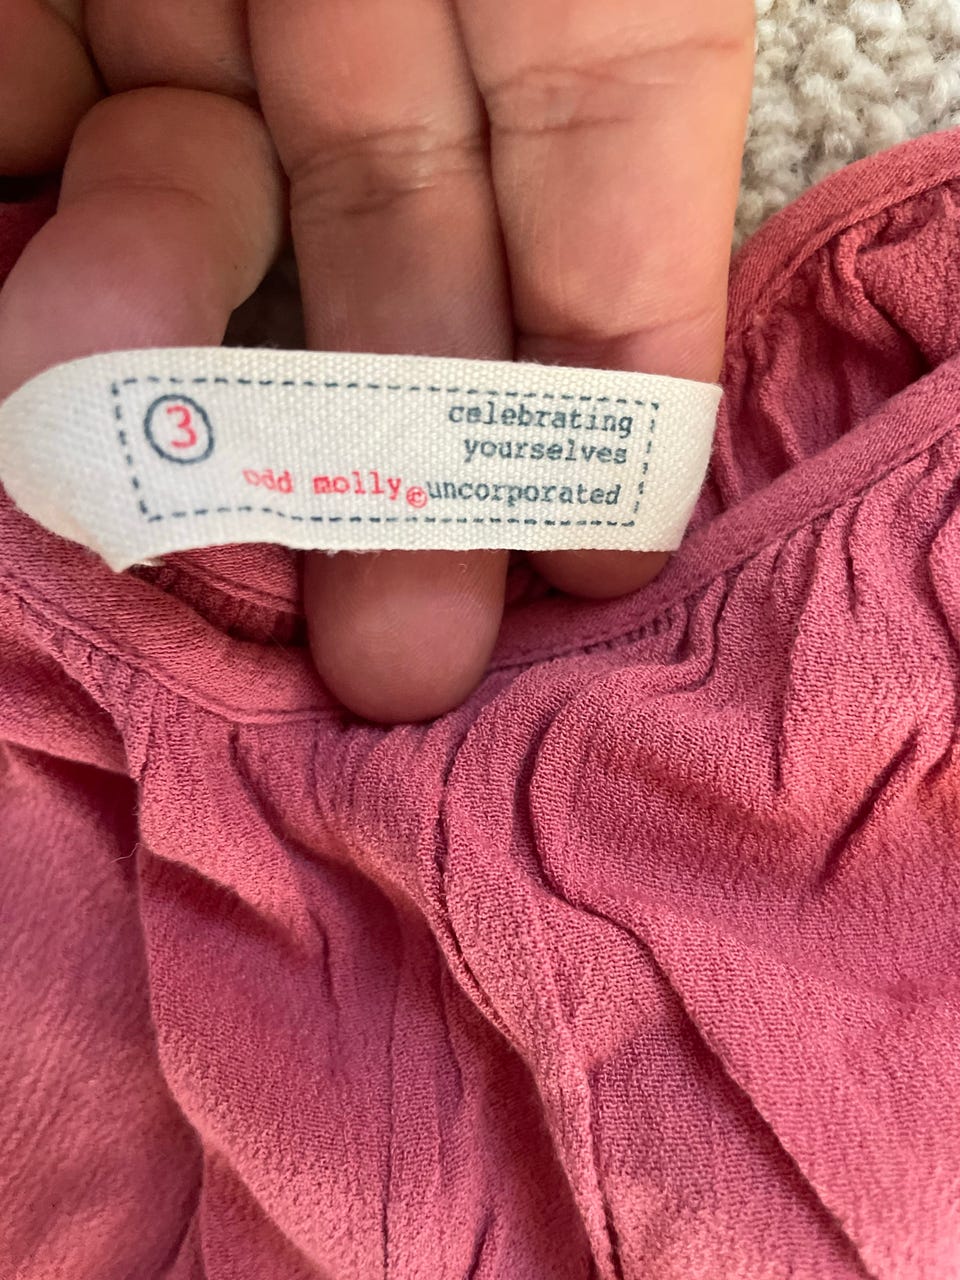 3
celebrating
yourselves
odd molly©uncorporated